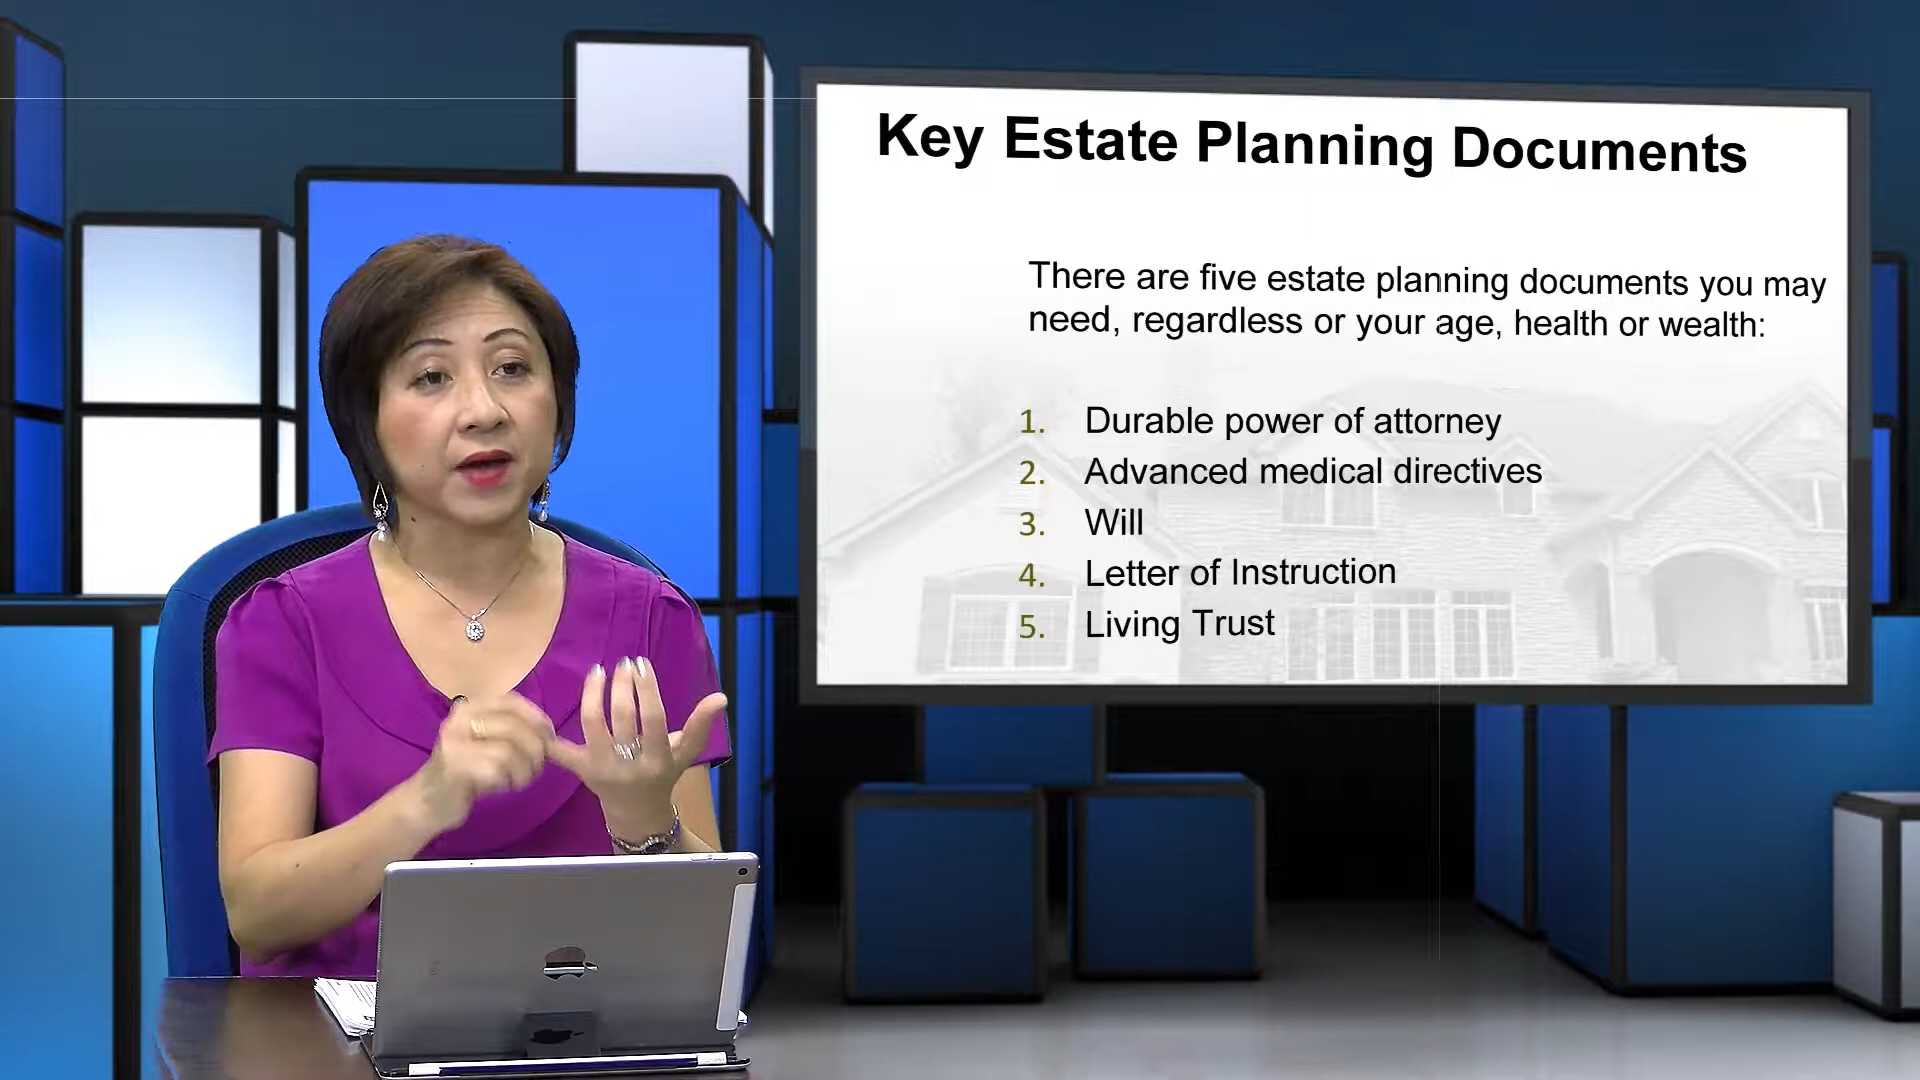 Key Estate Planning Documents
There are five estate planning documents you may
need, regardless or your age, health or wealth:
1. Durable power of attorney
2. Advanced medical directives
3. Will
4. Letter of Instruction
5. Living Trust